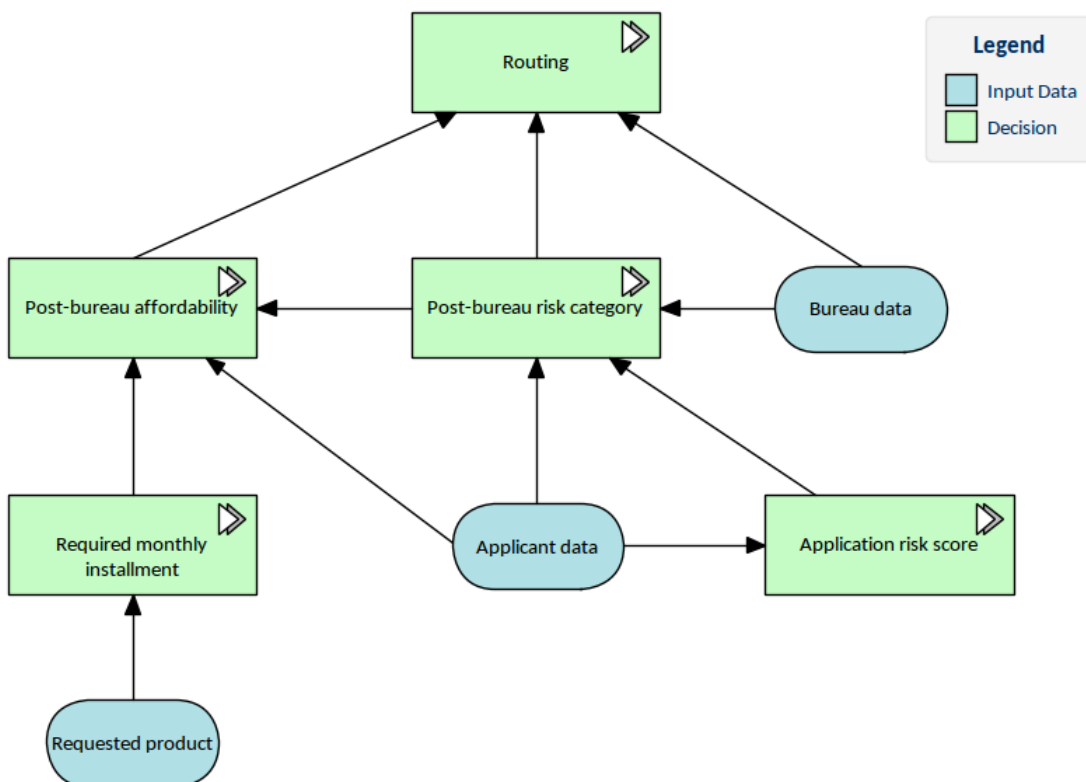 Routing
Legend
Input Data
Decision
Post-bureau affordability
Post-bureau risk category
Bureau data
Required monthly
installment
Applicant data
Application risk score
Requested product